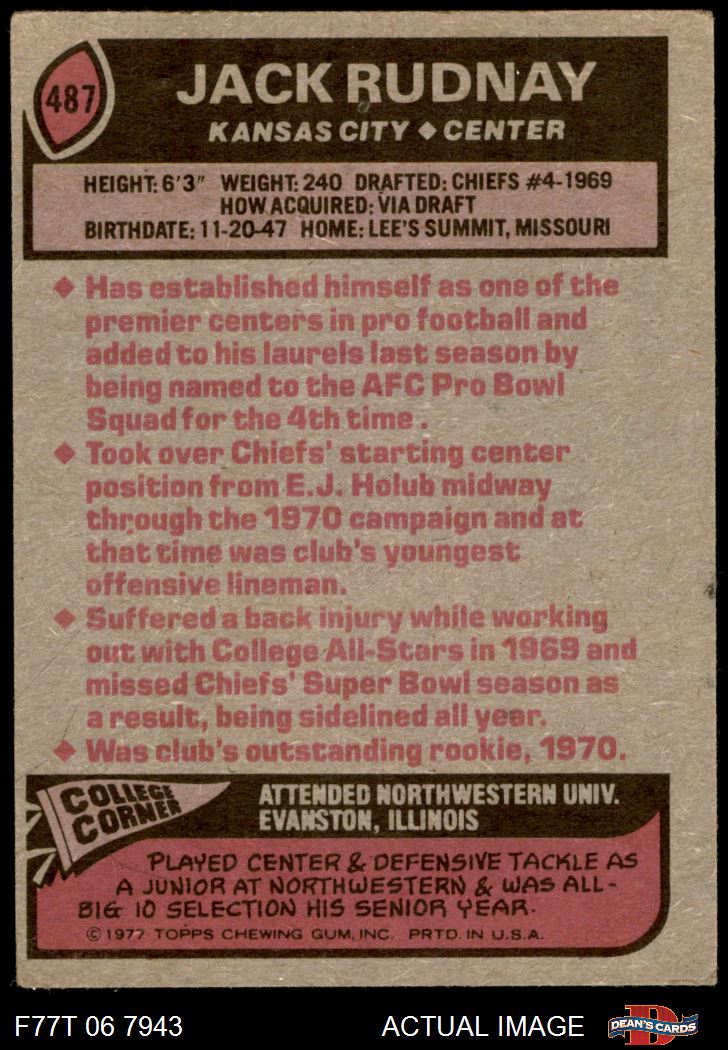 487
JACK RUDNAY
KANSAS CITY ◆ CENTER
HEIGHT: 6'3" WEIGHT: 240 DRAFTED: CHIEFS #4-1969
HOW ACQUIRED: VIA DRAFT
BIRTHDATE: 11-20-47 HOME: LEE'S SUMMIT, MISSOURI
◆ Has established himself as one of the
premier centers in pro football and
added to his laurels last season by
being named to the AFC Pro Bowl
Squad for the 4th time.
◆ Took over Chiefs' starting center
position from E.J. Holub midway
through the 1970 campaign and at
that time was club's youngest
offensive lineman.
◆ Suffered a back injury while working
out with College All-Stars in 1969 and
missed Chiefs' Super Bowl season as
a result, being sidelined all year.
◆ Was club's outstanding rookie, 1970.
COLLEGE
CORNER
ATTENDED NORTHWESTERN UNIV.
EVANSTON, ILLINOIS
PLAYED CENTER & DEFENSIVE TACKLE AS
A JUNIOR AT NORTHWESTERN & WAS ALL-
BIG 10 SELECTION HIS SENIOR YEAR.
© 1977 TOPPS CHEWING GUM, INC. PRTD. IN U.S.A.
F77T 06 7943
ACTUAL IMAGE
D
DEAN'S CARDS